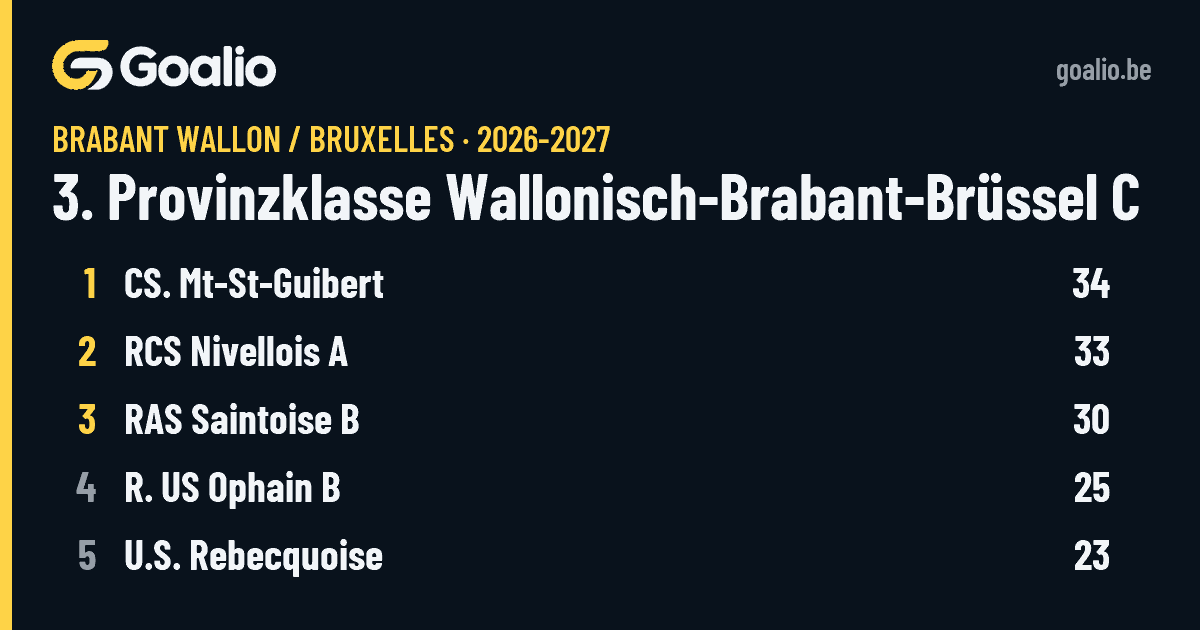 Goalio
goalio.be
BRABANT WALLON / BRUXELLES · 2026-2027
3. Provinzklasse Wallonisch-Brabant-Brüssel C
1 CS. Mt-St-Guibert 34
2 RCS Nivellois A 33
3 RAS Saintoise B 30
4 R. US Ophain B 25
5 U.S. Rebecquoise 23